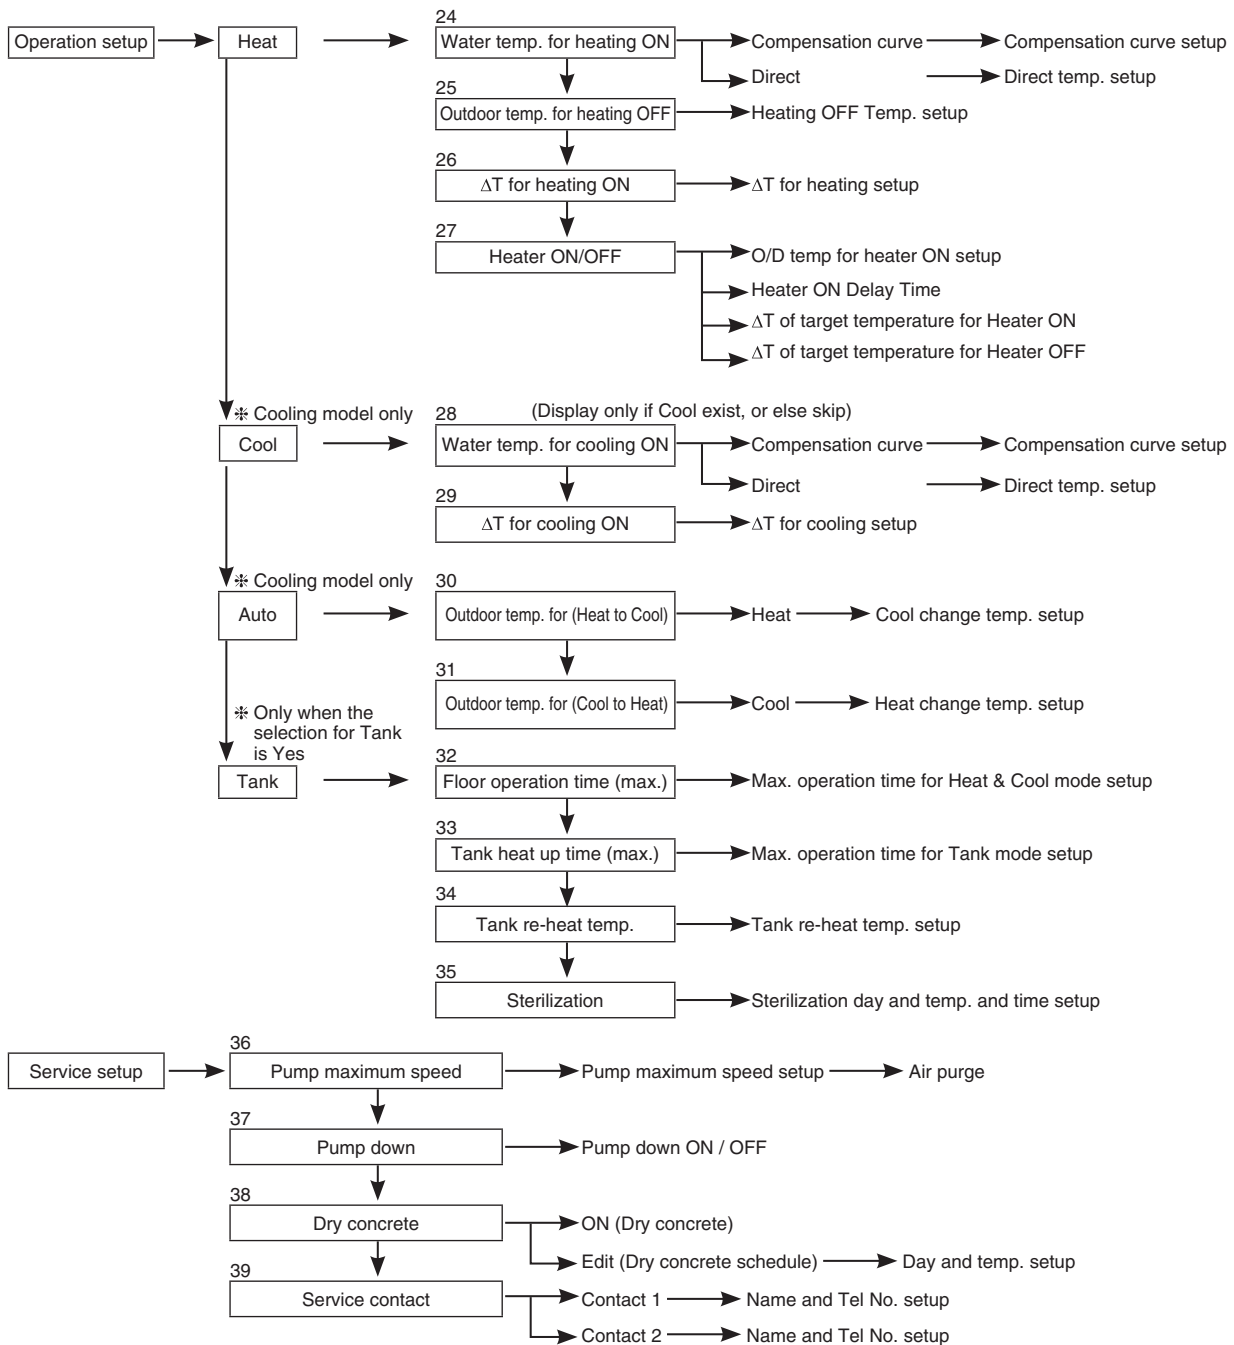 24
Operation setup
Heat
Water temp. for heating ON
Compensation curve
Compensation curve setup
Direct
Direct temp. setup
25
Outdoor temp. for heating OFF
Heating OFF Temp. setup
26
ΔT for heating ON
ΔT for heating setup
27
Heater ON/OFF
O/D temp for heater ON setup
Heater ON Delay Time
ΔT of target temperature for Heater ON
ΔT of target temperature for Heater OFF
❉ Cooling model only
28
(Display only if Cool exist, or else skip)
Cool
Water temp. for cooling ON
Compensation curve
Compensation curve setup
Direct
Direct temp. setup
29
ΔT for cooling ON
ΔT for cooling setup
❉ Cooling model only
30
Auto
Outdoor temp. for (Heat to Cool)
Heat
Cool change temp. setup
31
Outdoor temp. for (Cool to Heat)
Cool
Heat change temp. setup
❉ Only when the
selection for Tank
is Yes
32
Tank
Floor operation time (max.)
Max. operation time for Heat & Cool mode setup
33
Tank heat up time (max.)
Max. operation time for Tank mode setup
34
Tank re-heat temp.
Tank re-heat temp. setup
35
Sterilization
Sterilization day and temp. and time setup
36
Service setup
Pump maximum speed
Pump maximum speed setup
Air purge
37
Pump down
Pump down ON / OFF
38
Dry concrete
ON (Dry concrete)
Edit (Dry concrete schedule)
Day and temp. setup
39
Service contact
Contact 1
Name and Tel No. setup
Contact 2
Name and Tel No. setup